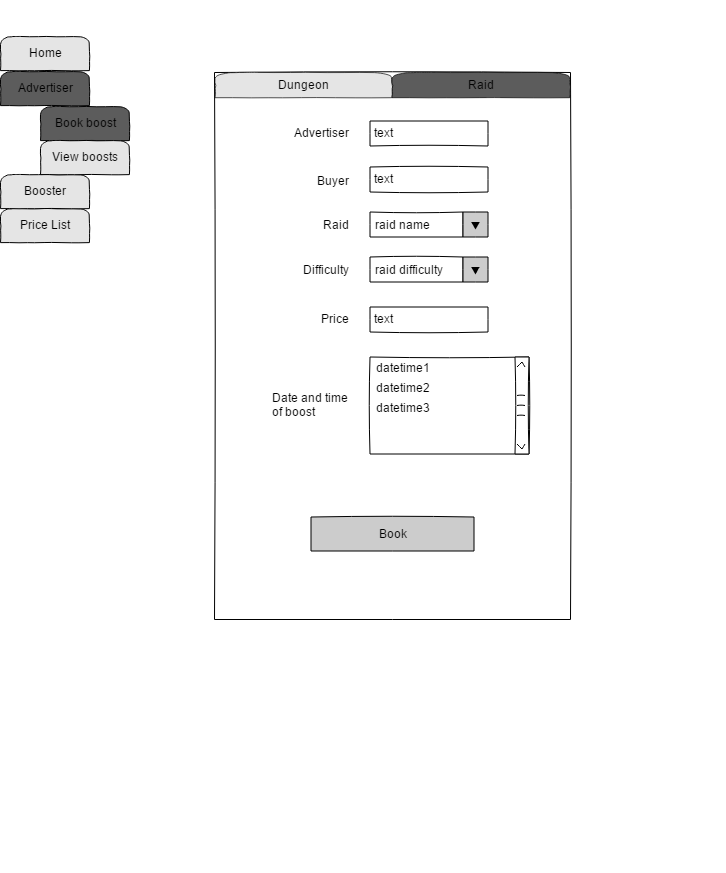 Home
Advertiser
Book boost
View boosts
Booster
Price List
Dungeon
Raid
Advertiser
text
Buyer
text
Raid
raid name
Difficulty
raid difficulty
Price
text
Date and time
of boost
datetime1
datetime2
datetime3
Book